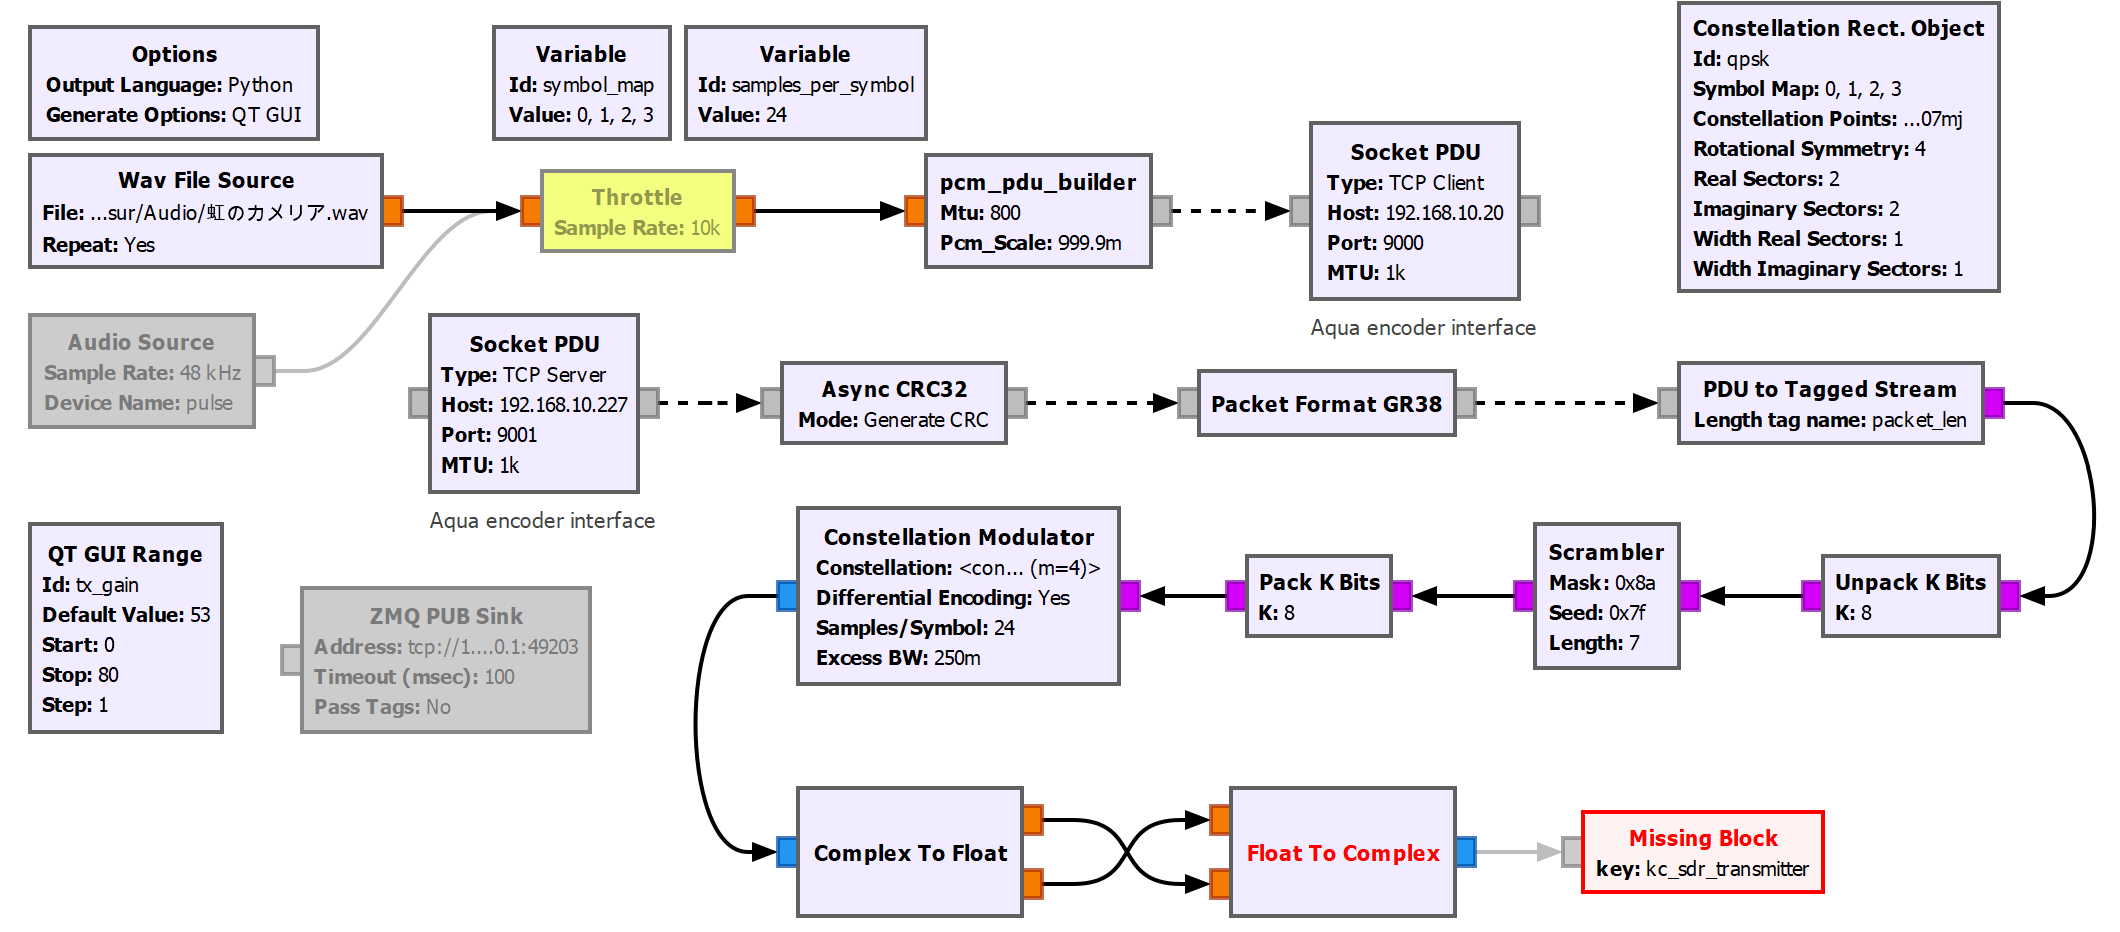 Options
Output Language: Python
Generate Options: QT GUI
Variable
Id: symbol_map
Value: 0, 1, 2, 3
Variable
Id: samples_per_symbol
Value: 24
Constellation Rect. Object
Id: qpsk
Symbol Map: 0, 1, 2, 3
Constellation Points: ...07mj
Rotational Symmetry: 4
Real Sectors: 2
Imaginary Sectors: 2
Width Real Sectors: 1
Width Imaginary Sectors: 1
Wav File Source
File: ...sur/Audio/虹のカメリア.wav
Repeat: Yes
Throttle
Sample Rate: 10k
pcm_pdu_builder
Mtu: 800
Pcm_Scale: 999.9m
Socket PDU
Type: TCP Client
Host: 192.168.10.20
Port: 9000
MTU: 1k
Aqua encoder interface
Audio Source
Sample Rate: 48 kHz
Device Name: pulse
Socket PDU
Type: TCP Server
Host: 192.168.10.227
Port: 9001
MTU: 1k
Aqua encoder interface
Async CRC32
Mode: Generate CRC
Packet Format GR38
PDU to Tagged Stream
Length tag name: packet_len
QT GUI Range
Id: tx_gain
Default Value: 53
Start: 0
Stop: 80
Step: 1
ZMQ PUB Sink
Address: tcp://1....0.1:49203
Timeout (msec): 100
Pass Tags: No
Constellation Modulator
Constellation: <con... (m=4)>
Differential Encoding: Yes
Samples/Symbol: 24
Excess BW: 250m
Pack K Bits
K: 8
Scrambler
Mask: 0x8a
Seed: 0x7f
Length: 7
Unpack K Bits
K: 8
Complex To Float
Float To Complex
Missing Block
key: kc_sdr_transmitter